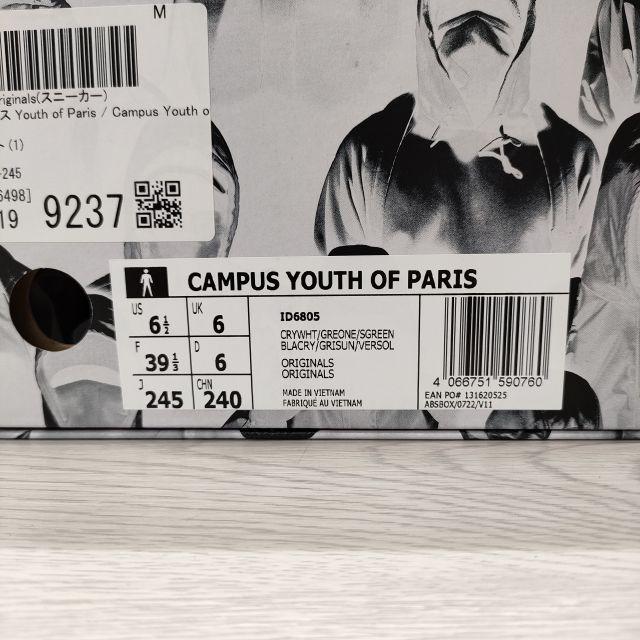 M
riginals(スニーカー)
ス Youth of Paris / Campus Youth o
ト(1)
-245
6498]
19 9237
CAMPUS YOUTH OF PARIS
US 6½ UK 6
F 39⅓ D 6
J 245 CHN 240
ID6805
CRYWHT/GREONE/SGREEN
BLACRY/GRISUN/VERSOL
ORIGINALS
ORIGINALS
MADE IN VIETNAM
FABRIQUÉ AU VIETNAM
4 066751 590760
EAN PO# 131620525
ABSBOX/0722/V11